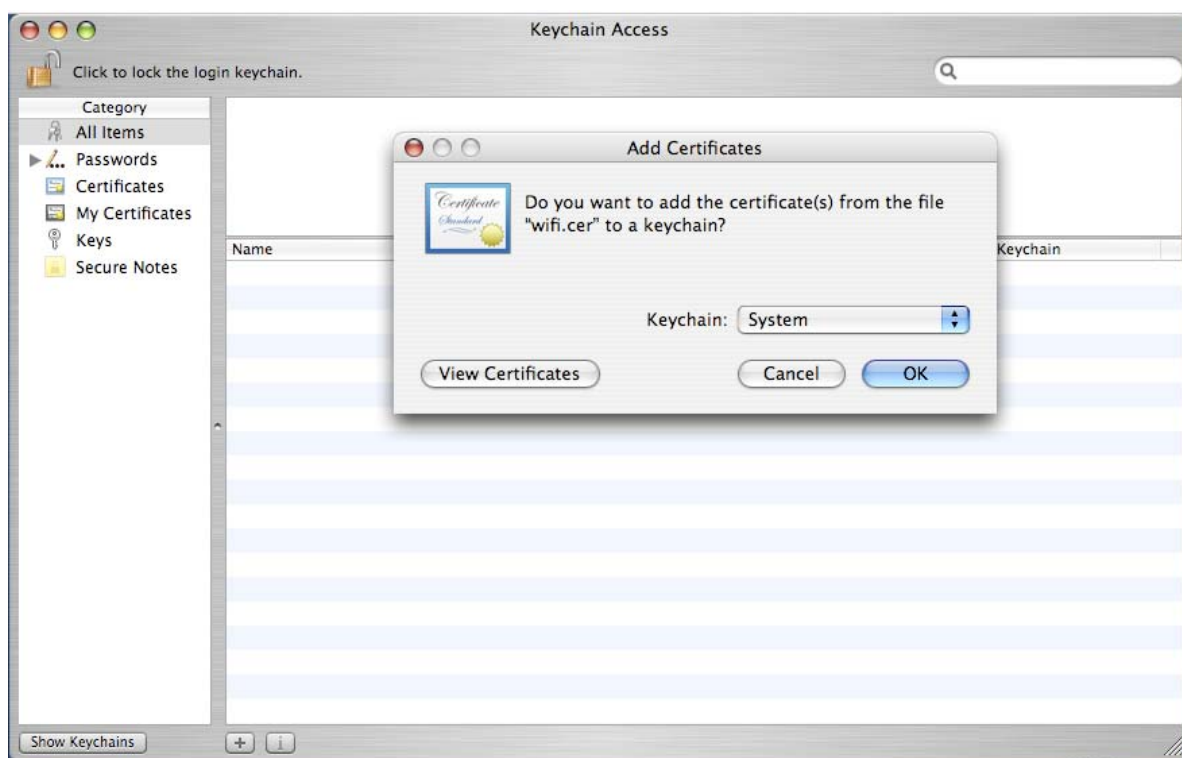 Keychain Access
Click to lock the login keychain.
Category
All Items
Passwords
Certificates
My Certificates
Keys
Secure Notes
Name
Keychain
Add Certificates
Certificate
Standard
Do you want to add the certificate(s) from the file
"wifi.cer" to a keychain?
Keychain: System
View Certificates
Cancel
OK
Show Keychains